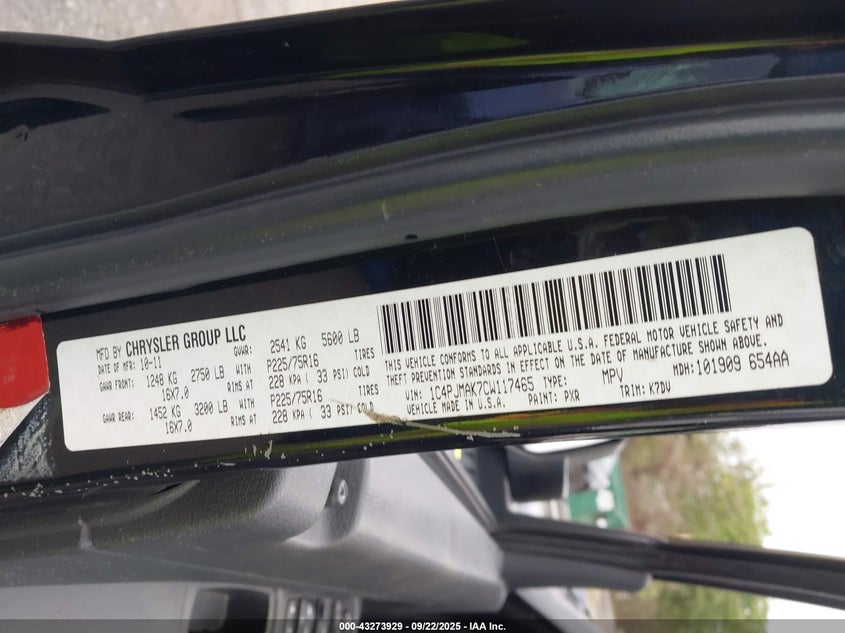 MFD BY CHRYSLER GROUP LLC
DATE OF MFR: 10-11 GVWR: 2541 KG 5600 LB
GAWR FRONT: 1248 KG 2750 LB WITH P225/75R16 TIRES
16X7.0 RIMS AT 228 KPA ( 33 PSI) COLD
GAWR REAR: 1452 KG 3200 LB WITH P225/75R16 TIRES
16X7.0 RIMS AT 228 KPA ( 33 PSI) COLD
THIS VEHICLE CONFORMS TO ALL APPLICABLE U.S.A. FEDERAL MOTOR VEHICLE SAFETY AND
THEFT PREVENTION STANDARDS IN EFFECT ON THE DATE OF MANUFACTURE SHOWN ABOVE.
VIN: 1C4PJMAK7CW117465 TYPE: MPV MDH:101909 654AA
VEHICLE MADE IN U.S.A. PAINT: PXR TRIM: K7DV
000-43273929 - 09/22/2025 - IAA Inc.